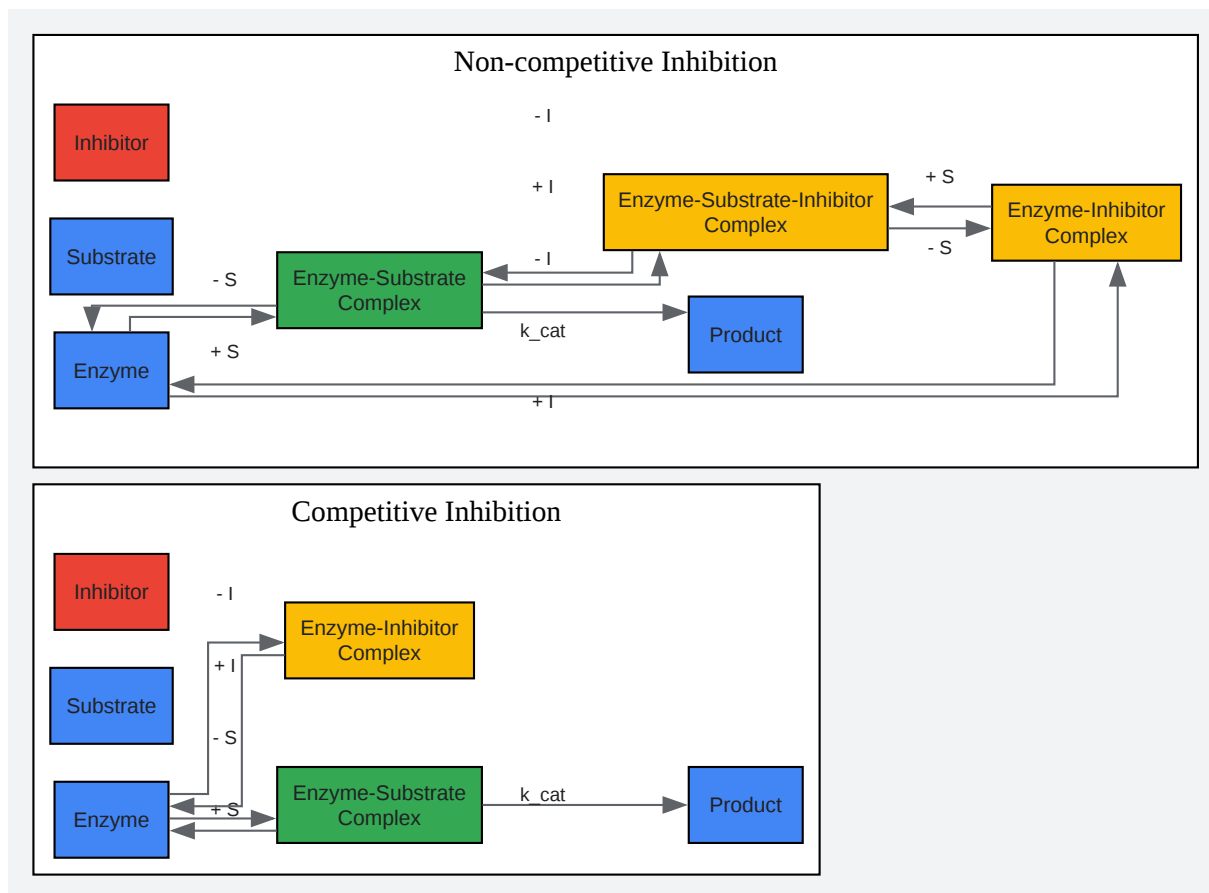 Non-competitive Inhibition
Inhibitor
- I
+ I
Enzyme-Substrate-Inhibitor
Complex
+ S
Enzyme-Inhibitor
Complex
- S
Substrate
- I
- S
Enzyme-Substrate
Complex
k_cat
Product
+ S
Enzyme
+ I
Competitive Inhibition
Inhibitor
- I
Enzyme-Inhibitor
Complex
+ I
Substrate
- S
Enzyme
+ S
Enzyme-Substrate
Complex
k_cat
Product